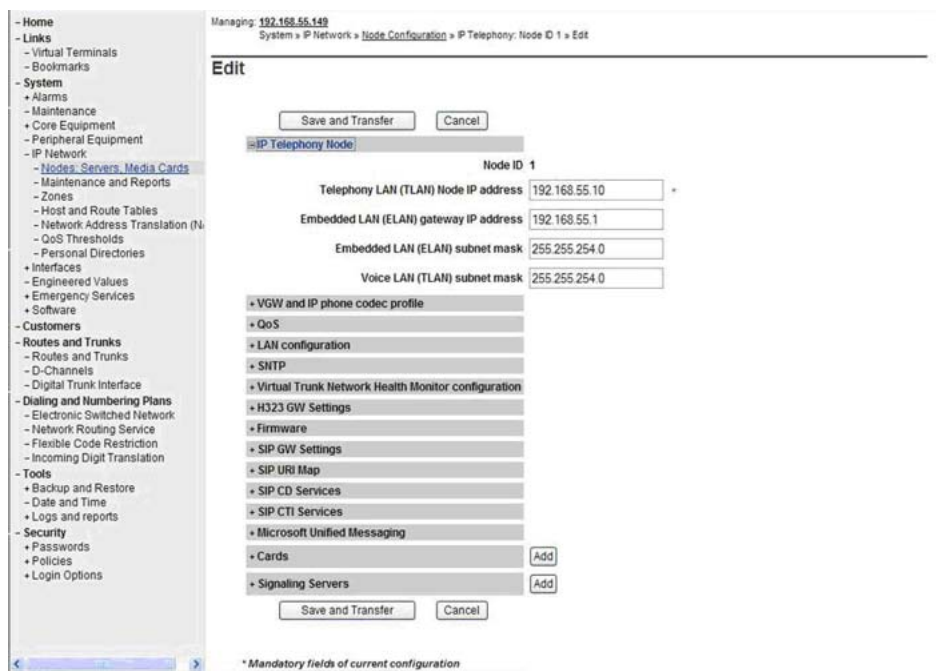 - Home
- Links
- Virtual Terminals
- Bookmarks
- System
+ Alarms
- Maintenance
+ Core Equipment
- Peripheral Equipment
- IP Network
- Nodes: Servers, Media Cards
- Maintenance and Reports
- Zones
- Host and Route Tables
- Network Address Translation (N
- QoS Thresholds
- Personal Directories
+ Interfaces
- Engineered Values
+ Emergency Services
+ Software
- Customers
- Routes and Trunks
- Routes and Trunks
- D-Channels
- Digital Trunk Interface
- Dialing and Numbering Plans
- Electronic Switched Network
- Network Routing Service
- Flexible Code Restriction
- Incoming Digit Translation
- Tools
+ Backup and Restore
- Date and Time
+ Logs and reports
- Security
+ Passwords
+ Policies
+ Login Options
Managing: 192.168.55.149
System » IP Network » Node Configuration » IP Telephony: Node ID 1 » Edit
Edit
Save and Transfer Cancel
- IP Telephony Node
Node ID 1
Telephony LAN (TLAN) Node IP address 192.168.55.10 *
Embedded LAN (ELAN) gateway IP address 192.168.55.1
Embedded LAN (ELAN) subnet mask 255.255.254.0
Voice LAN (TLAN) subnet mask 255.255.254.0
+ VGW and IP phone codec profile
+ QoS
+ LAN configuration
+ SNTP
+ Virtual Trunk Network Health Monitor configuration
+ H323 GW Settings
+ Firmware
+ SIP GW Settings
+ SIP URI Map
+ SIP CD Services
+ SIP CTI Services
+ Microsoft Unified Messaging
+ Cards Add
+ Signaling Servers Add
Save and Transfer Cancel
* Mandatory fields of current configuration